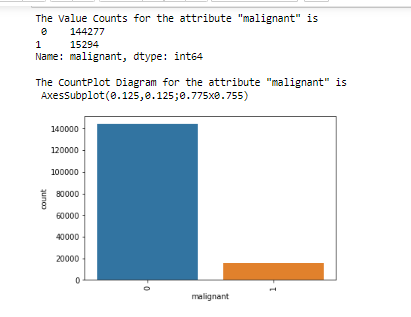 The Value Counts for the attribute "malignant" is
0 144277
1 15294
Name: malignant, dtype: int64
The CountPlot Diagram for the attribute "malignant" is
AxesSubplot(0.125,0.125;0.775x0.755)
140000
120000
100000
80000
60000
40000
20000
0
count
0
1
malignant